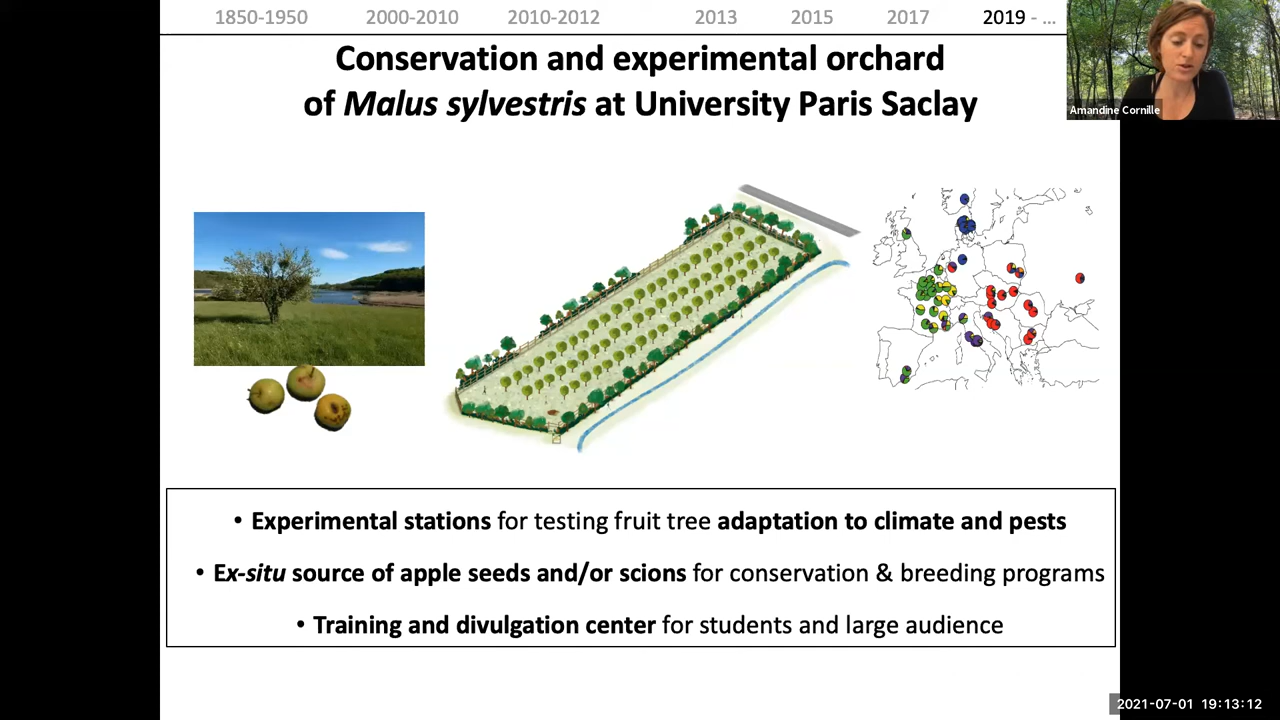 1850-1950 2000-2010 2010-2012 2013 2015 2017 2019 - ...
Conservation and experimental orchard
of Malus sylvestris at University Paris Saclay
Amandine Cornille
• Experimental stations for testing fruit tree adaptation to climate and pests
• Ex-situ source of apple seeds and/or scions for conservation & breeding programs
• Training and divulgation center for students and large audience
2021-07-01 19:13:12